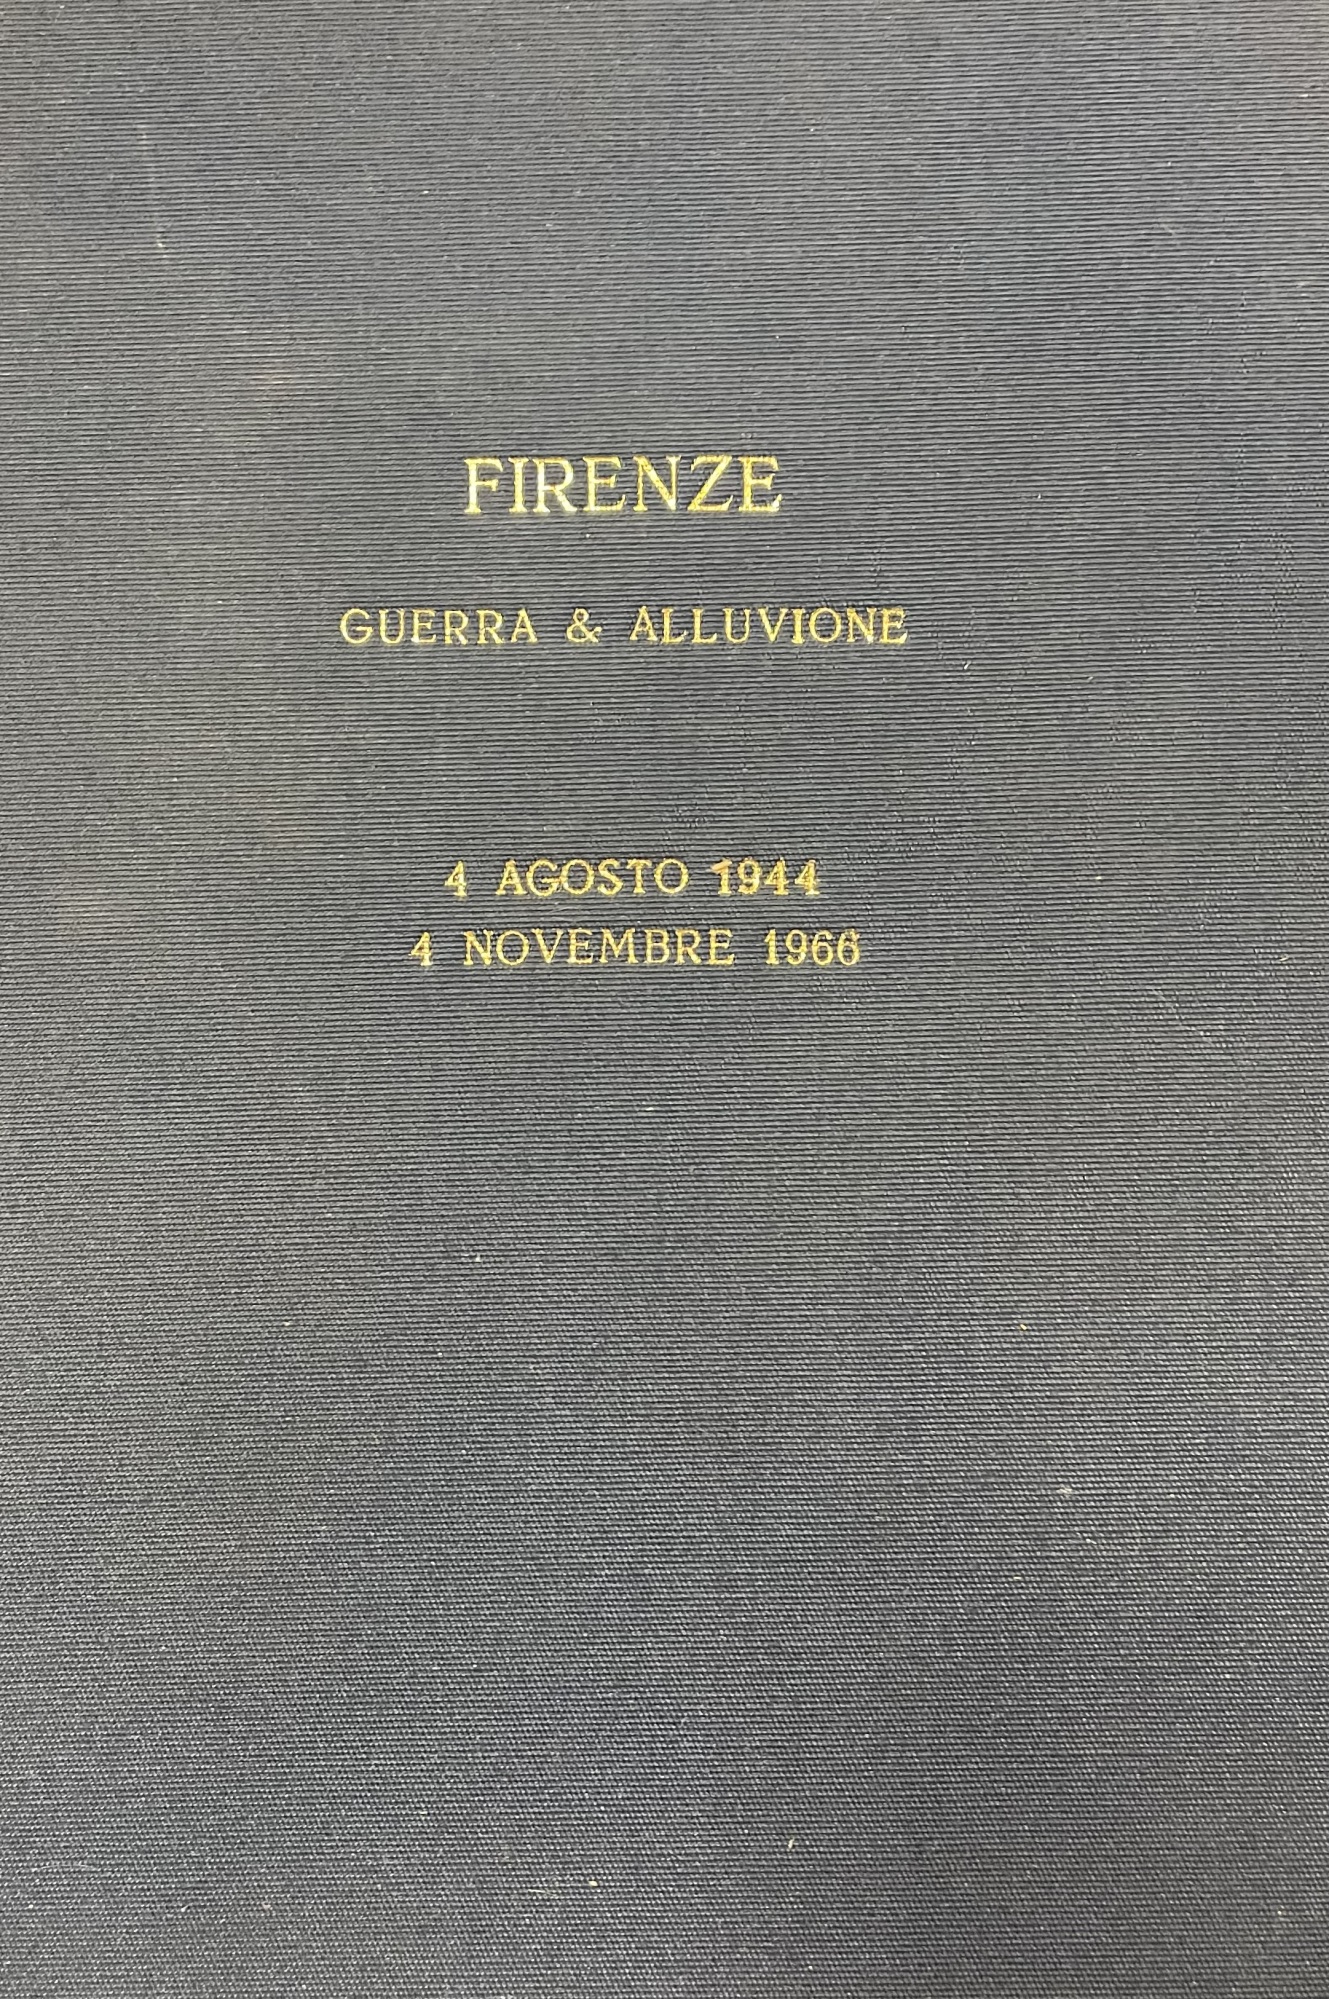 FIRENZE
GUERRA & ALLUVIONE
4 AGOSTO 1944
4 NOVEMBRE 1966